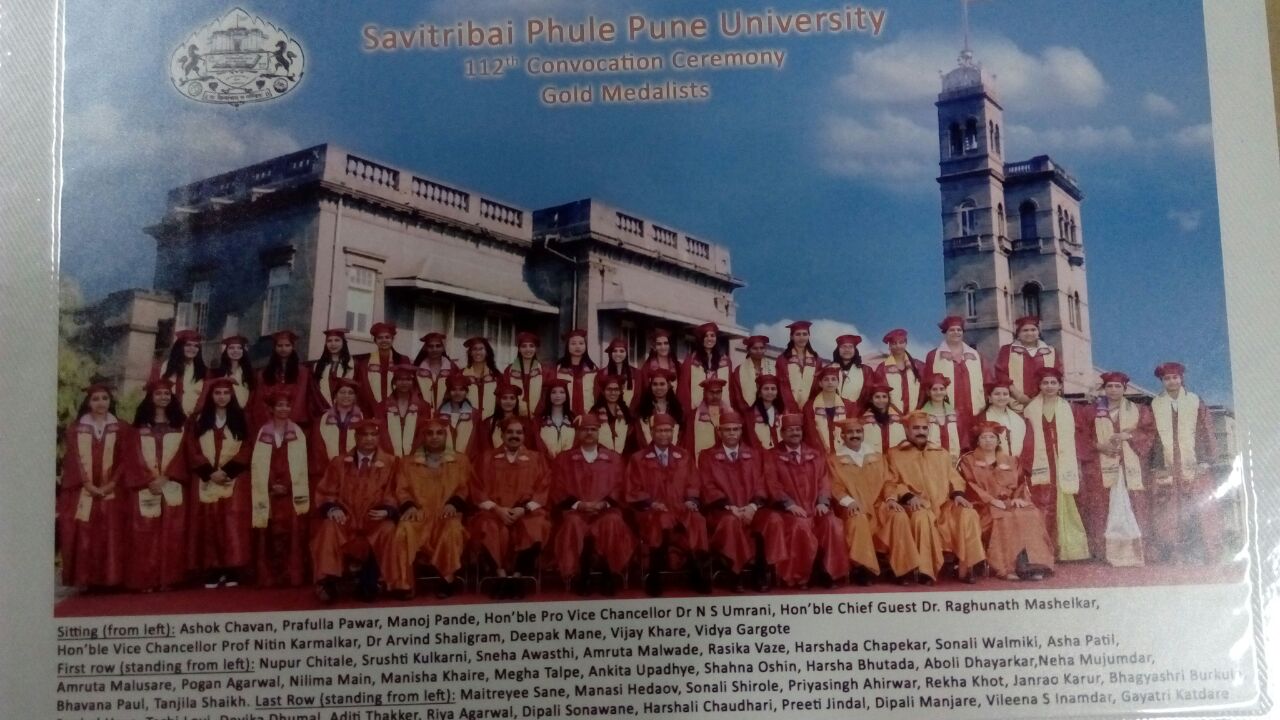 Savitribai Phule Pune University
112th Convocation Ceremony
Gold Medalists
Sitting (from left): Ashok Chavan, Prafulla Pawar, Manoj Pande, Hon'ble Pro Vice Chancellor Dr N S Umrani, Hon'ble Chief Guest Dr. Raghunath Mashelkar,
Hon'ble Vice Chancellor Prof Nitin Karmalkar, Dr Arvind Shaligram, Deepak Mane, Vijay Khare, Vidya Gargote
First row (standing from left): Nupur Chitale, Srushti Kulkarni, Sneha Awasthi, Amruta Malwade, Rasika Vaze, Harshada Chapekar, Sonali Walmiki, Asha Patil,
Amruta Malusare, Pogan Agarwal, Nilima Main, Manisha Khaire, Megha Talpe, Ankita Upadhye, Shahna Oshin, Harsha Bhutada, Aboli Dhayarkar,Neha Mujumdar,
Bhavana Paul, Tanjila Shaikh. Last Row (standing from left): Maitreyee Sane, Manasi Hedaov, Sonali Shirole, Priyasingh Ahirwar, Rekha Khot, Janrao Karur, Bhagyashri
Dhumal, Aditi Thakker, Riya Agarwal, Dipali Sonawane, Harshali Chaudhari, Preeti Jindal, Dipali Manjare, Vileena S Inamdar, Gayatri Katdare